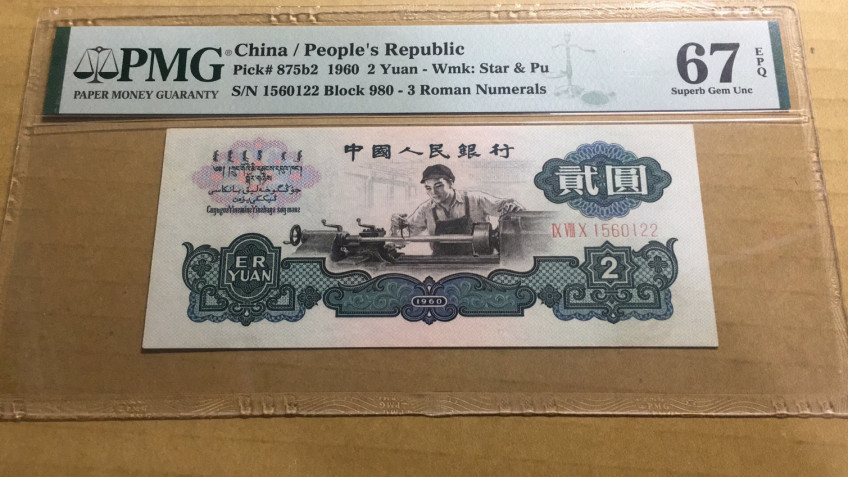 PMG
PAPER MONEY GUARANTY
China / People's Republic
Pick# 875b2 1960 2 Yuan - Wmk: Star & Pu
S/N 1560122 Block 980 - 3 Roman Numerals
67
EPQ
Superb Gem Unc
中國人民銀行
貳圓
IX VIII X 1560122
ER
YUAN
1960
2
PMG